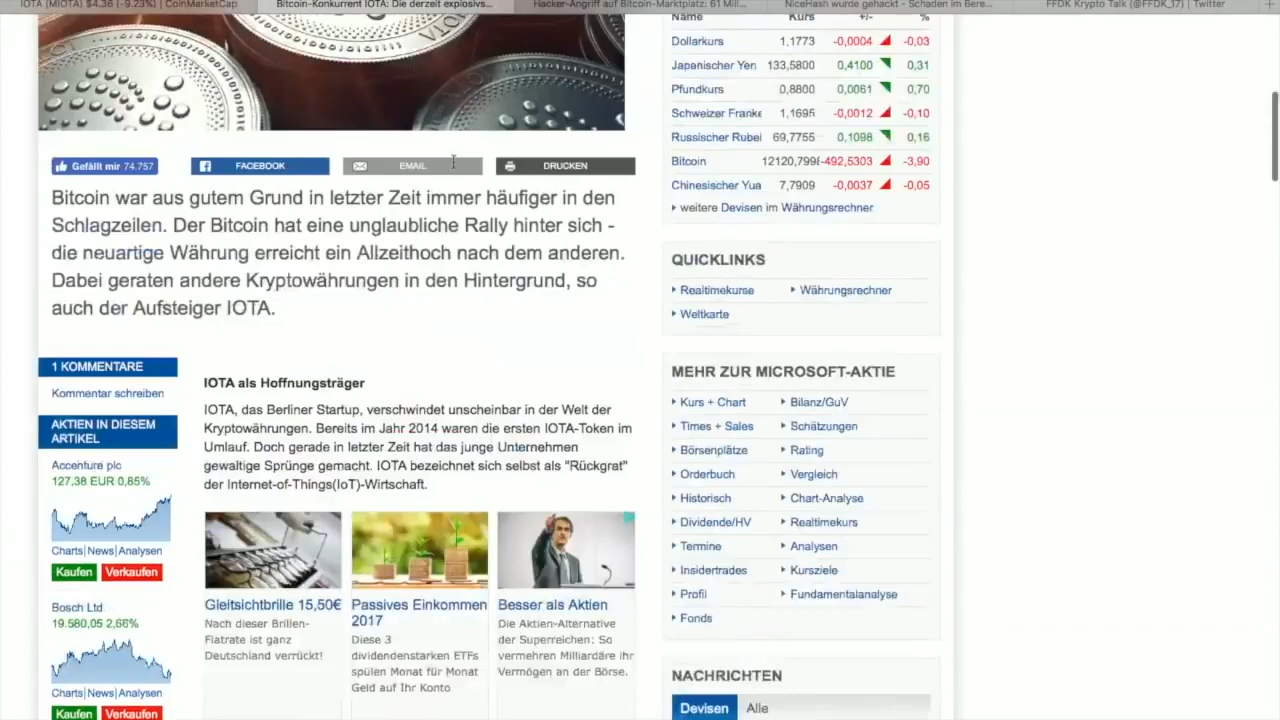 IOTA (MIOTA) $4.36 (-9.23%) | CoinMarketCap
Bitcoin-Konkurrent IOTA: Die derzeit explosivs...
Hacker-Angriff auf Bitcoin-Marktplatz: 61 Mill...
NiceHash wurde gehackt - Schaden im Bere...
FFDK Krypto Talk (@FFDK_17) | Twitter
Gefällt mir 74.757
FACEBOOK
EMAIL
DRUCKEN
Bitcoin war aus gutem Grund in letzter Zeit immer häufiger in den
Schlagzeilen. Der Bitcoin hat eine unglaubliche Rally hinter sich -
die neuartige Währung erreicht ein Allzeithoch nach dem anderen.
Dabei geraten andere Kryptowährungen in den Hintergrund, so
auch der Aufsteiger IOTA.
1 KOMMENTARE
Kommentar schreiben
AKTIEN IN DIESEM
ARTIKEL
Accenture plc
127,38 EUR 0,85%
Charts|News|Analysen
Kaufen Verkaufen
Bosch Ltd.
19.580,05 2,66%
Charts|News|Analysen
Kaufen Verkaufen
IOTA als Hoffnungsträger
IOTA, das Berliner Startup, verschwindet unscheinbar in der Welt der
Kryptowährungen. Bereits im Jahr 2014 waren die ersten IOTA-Token im
Umlauf. Doch gerade in letzter Zeit hat das junge Unternehmen
gewaltige Sprünge gemacht. IOTA bezeichnet sich selbst als "Rückgrat"
der Internet-of-Things(IoT)-Wirtschaft.
Gleitsichtbrille 15,50€
Nach dieser Brillen-
Flatrate ist ganz
Deutschland verrückt!
Passives Einkommen
2017
Diese 3
dividendenstarken ETFs
spülen Monat für Monat
Geld auf Ihr Konto
Besser als Aktien
Die Aktien-Alternative
der Superreichen: So
vermehren Milliardäre ihr
Vermögen an der Börse.
Name Kurs +/- %
Dollarkurs 1,1773 -0,0004 -0,03
Japanischer Yen 133,5800 0,4100 0,31
Pfundkurs 0,8800 0,0061 0,70
Schweizer Franke 1,1695 -0,0012 -0,10
Russischer Rubel 69,7755 0,1098 0,16
Bitcoin 12120,7998 -492,5303 -3,90
Chinesischer Yua 7,7909 -0,0037 -0,05
weitere Devisen im Währungsrechner
QUICKLINKS
Realtimekurse Währungsrechner
Weltkarte
MEHR ZUR MICROSOFT-AKTIE
Kurs + Chart Bilanz/GuV
Times + Sales Schätzungen
Börsenplätze Rating
Orderbuch Vergleich
Historisch Chart-Analyse
Dividende/HV Realtimekurse
Termine Analysen
Insidertrades Kursziele
Profil Fundamentalanalyse
Fonds
NACHRICHTEN
Devisen Alle